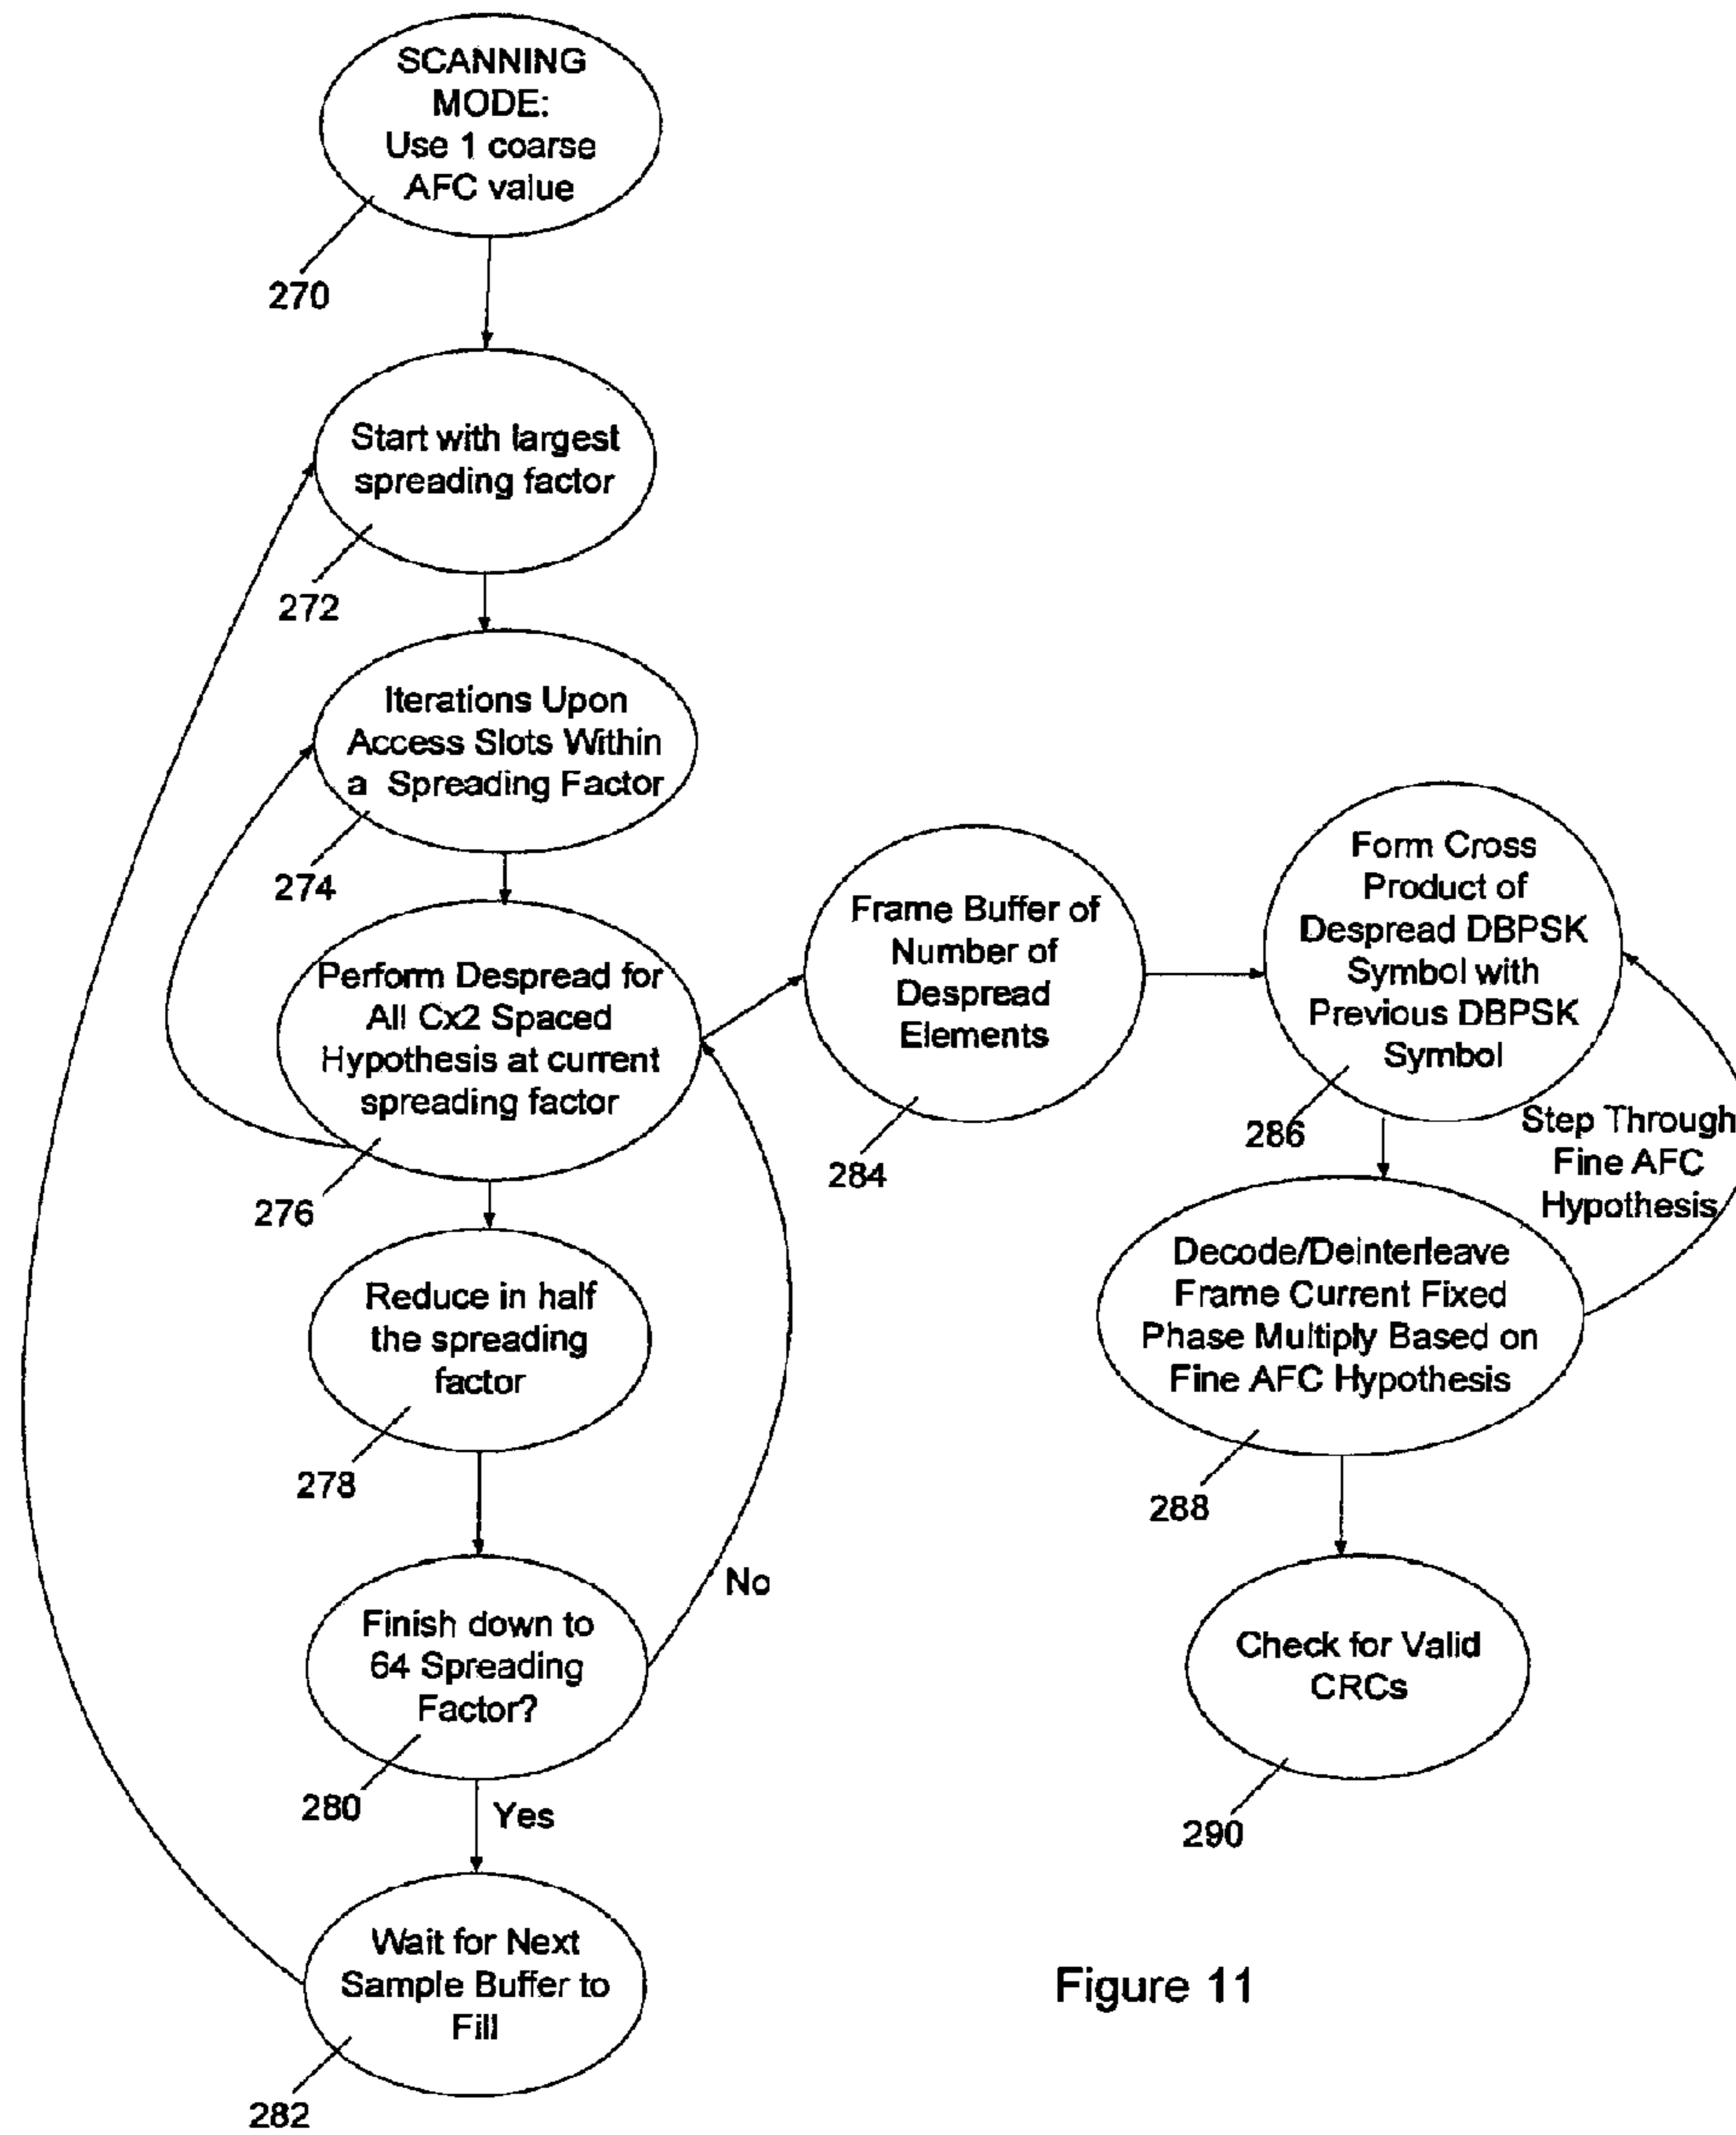 SCANNING
MODE:
Use 1 coarse
AFC value
270
Start with largest
spreading factor
272
Iterations Upon
Access Slots Within
a Spreading Factor
274
Perform Despread for
All Cx2 Spaced
Hypothesis at current
spreading factor
276
Reduce in half
the spreading
factor
278
Finish down to
64 Spreading
Factor?
280
No
Yes
Wait for Next
Sample Buffer to
Fill
282
Frame Buffer of
Number of
Despread
Elements
284
Form Cross
Product of
Despread DBPSK
Symbol with
Previous DBPSK
Symbol
286
Step Through
Fine AFC
Hypothesis
Decode/Deinterleave
Frame Current Fixed
Phase Multiply Based on
Fine AFC Hypothesis
288
Check for Valid
CRCs
290
Figure 11